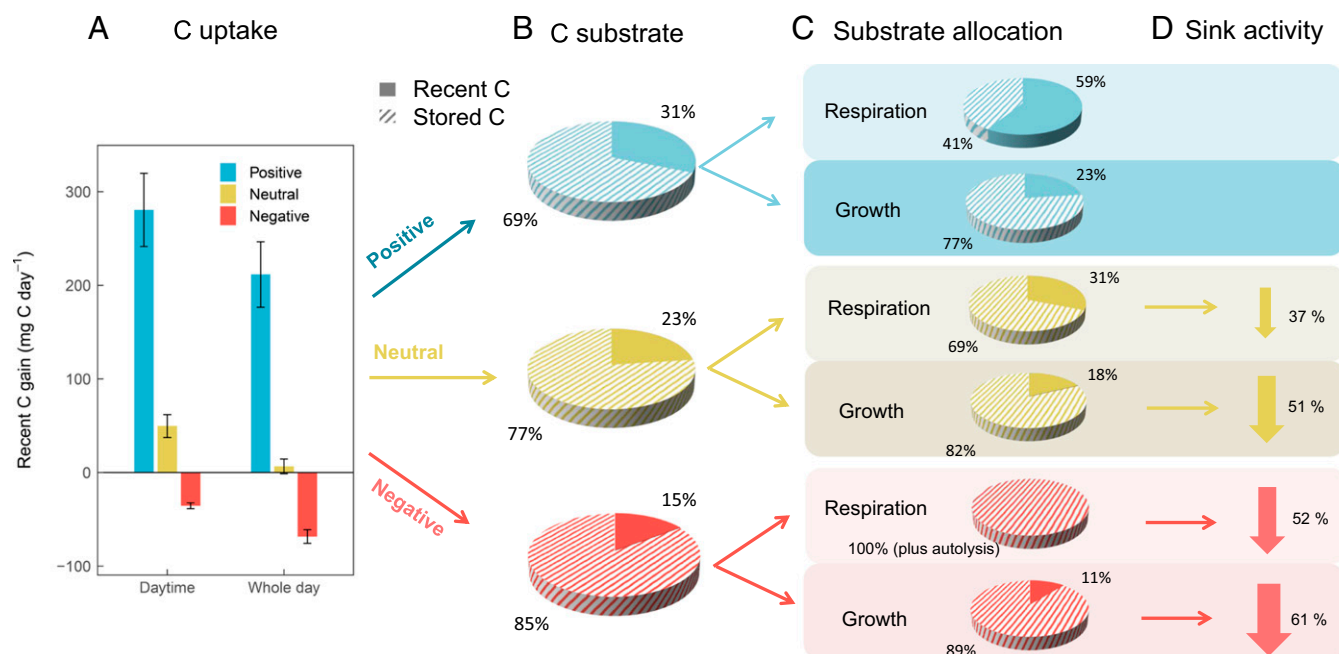 A C uptake
B C substrate
C Substrate allocation
D Sink activity
Recent C
Stored C
Recent C gain (mg C day⁻¹)
300
200
100
0
−100
Positive
Neutral
Negative
Daytime
Whole day
Positive
Neutral
Negative
31%
69%
23%
77%
15%
85%
Respiration
59%
41%
Growth
23%
77%
Respiration
31%
69%
37 %
Growth
18%
82%
51 %
Respiration
100% (plus autolysis)
52 %
Growth
11%
89%
61 %